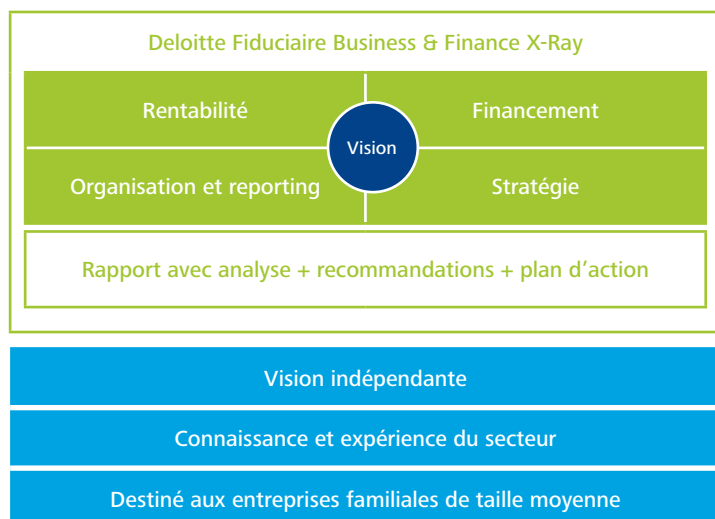 Deloitte Fiduciaire Business & Finance X-Ray
Rentabilité
Financement
Vision
Organisation et reporting
Stratégie
Rapport avec analyse + recommandations + plan d’action
Vision indépendante
Connaissance et expérience du secteur
Destiné aux entreprises familiales de taille moyenne